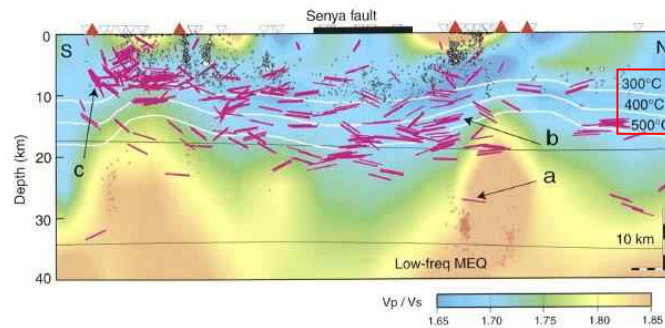 Senya fault
S
N
0
10
20
30
40
Depth (km)
300°C
400°C
500°C
c
b
a
10 km
Low-freq MEQ
Vp / Vs
1.65
1.70
1.75
1.80
1.85